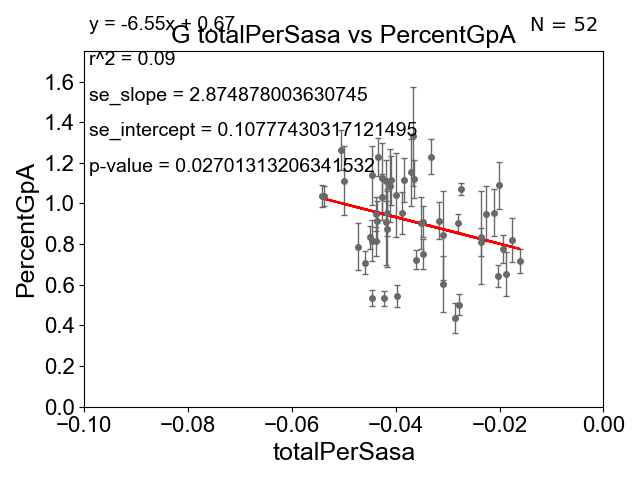 y = -6.55x + 0.67
N = 52
G totalPerSasa vs PercentGpA
r^2 = 0.09
se_slope = 2.874878003630745
se_intercept = 0.10777430317121495
p-value = 0.02701313206341532
PercentGpA
1.6
1.4
1.2
1.0
0.8
0.6
0.4
0.2
0.0
−0.10
−0.08
−0.06
−0.04
−0.02
0.00
totalPerSasa